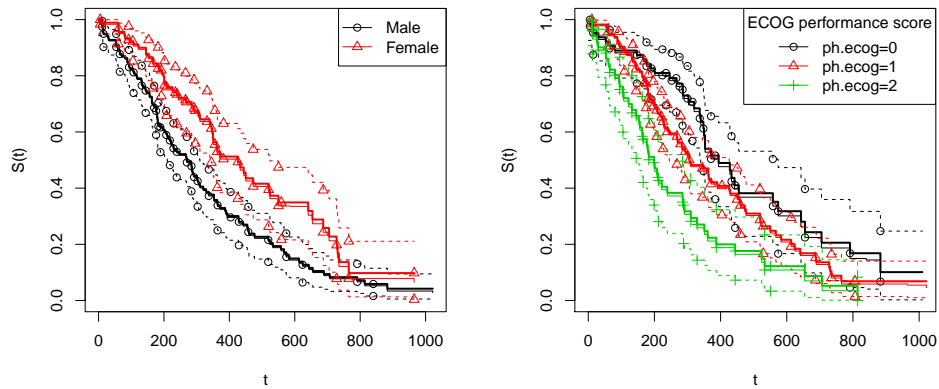 1.0
0.8
0.6
0.4
0.2
0.0
S(t)
0 200 400 600 800 1000
t
Male
Female
1.0
0.8
0.6
0.4
0.2
0.0
S(t)
0 200 400 600 800 1000
t
ECOG performance score
ph.ecog=0
ph.ecog=1
ph.ecog=2